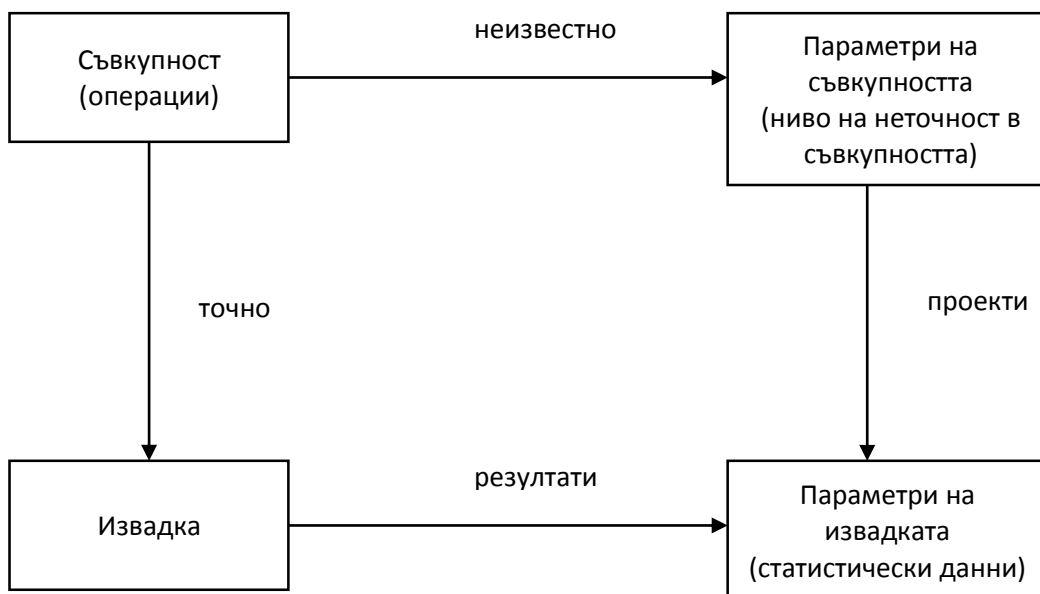 неизвестно
Съвкупност
(операции)
Параметри на
съвкупността
(ниво на неточност в
съвкупността)
точно
проекти
Извадка
резултати
Параметри на
извадката
(статистически данни)